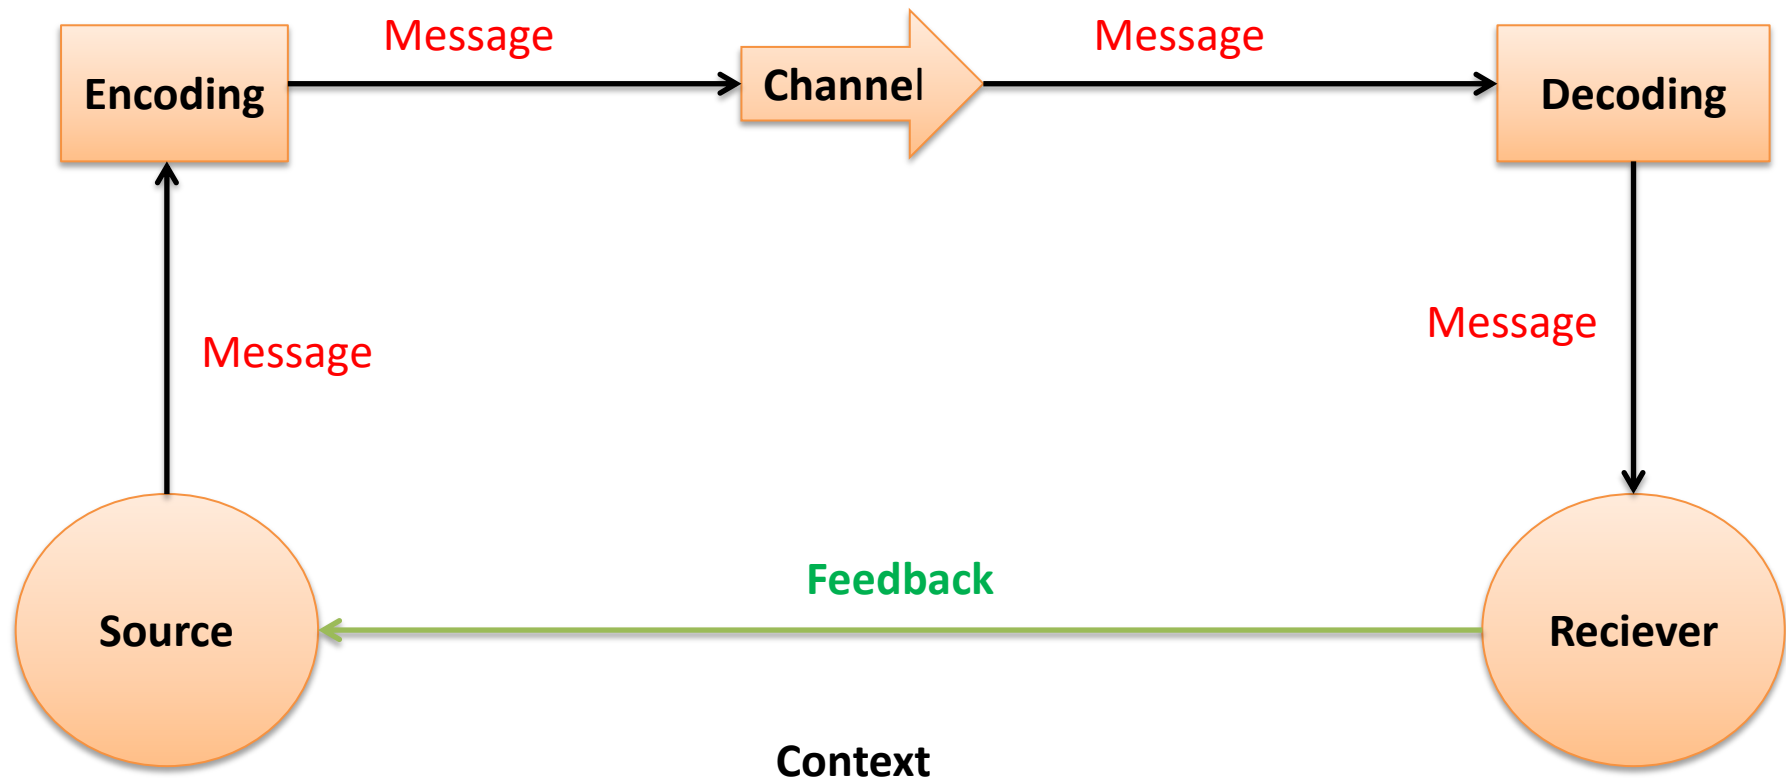 Message
Message
Encoding
Channel
Decoding
Message
Message
Feedback
Source
Reciever
Context